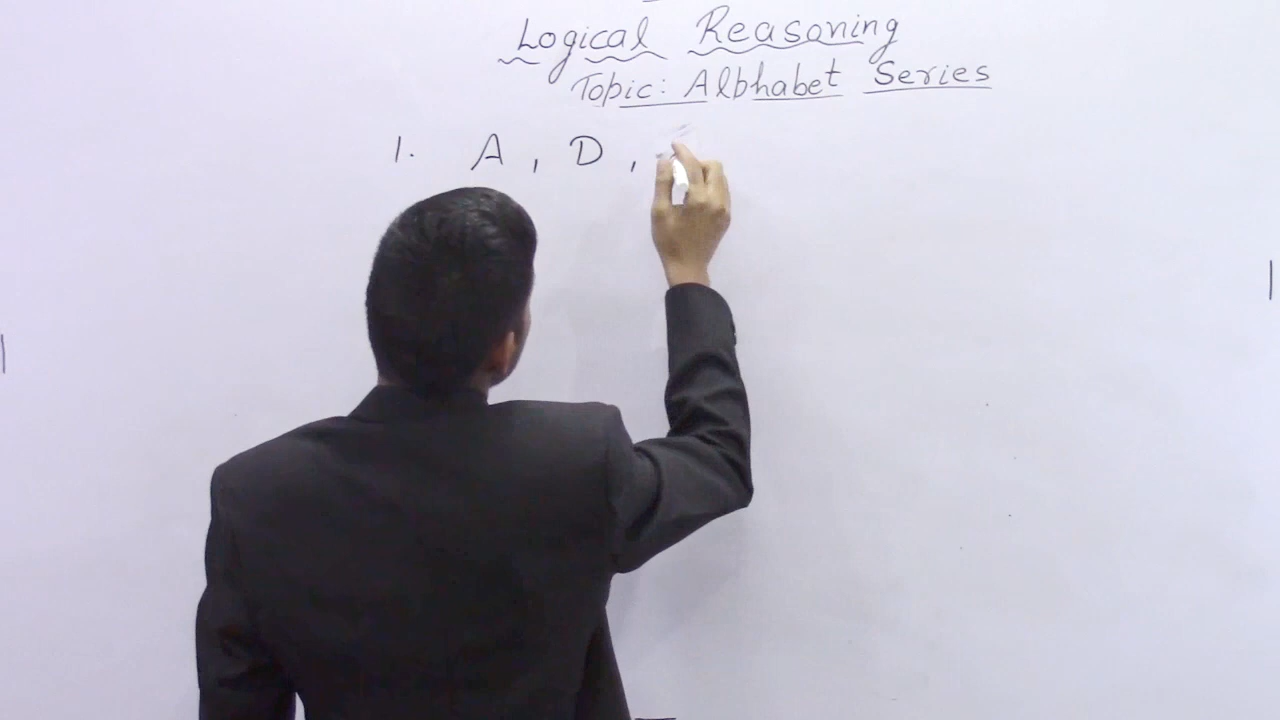 Logical Reasoning
Topic: Albhabet Series
1. A , D ,